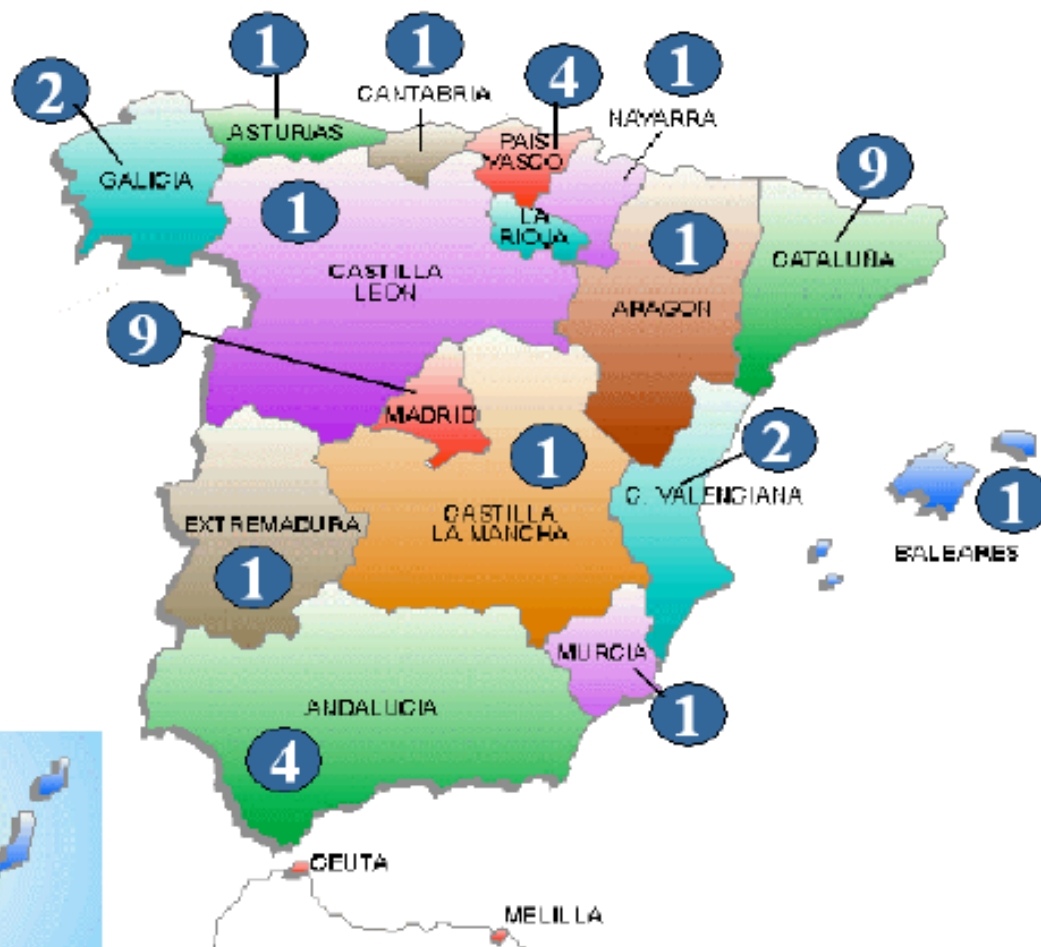 1
1
1
2
CANTABRIA
4
NAVARRA
ASTURIAS
PAIS
VASCO
GALICIA
9
1
LA
RIOJA
1
CATALUÑA
CASTILLA
LEON
ARAGON
9
MADRID
2
1
C. VALENCIANA
1
EXTREMADURA
CASTILLA
LA MANCHA
BALEARES
1
MURCIA
ANDALUCIA
1
4
CEUTA
MELILLA